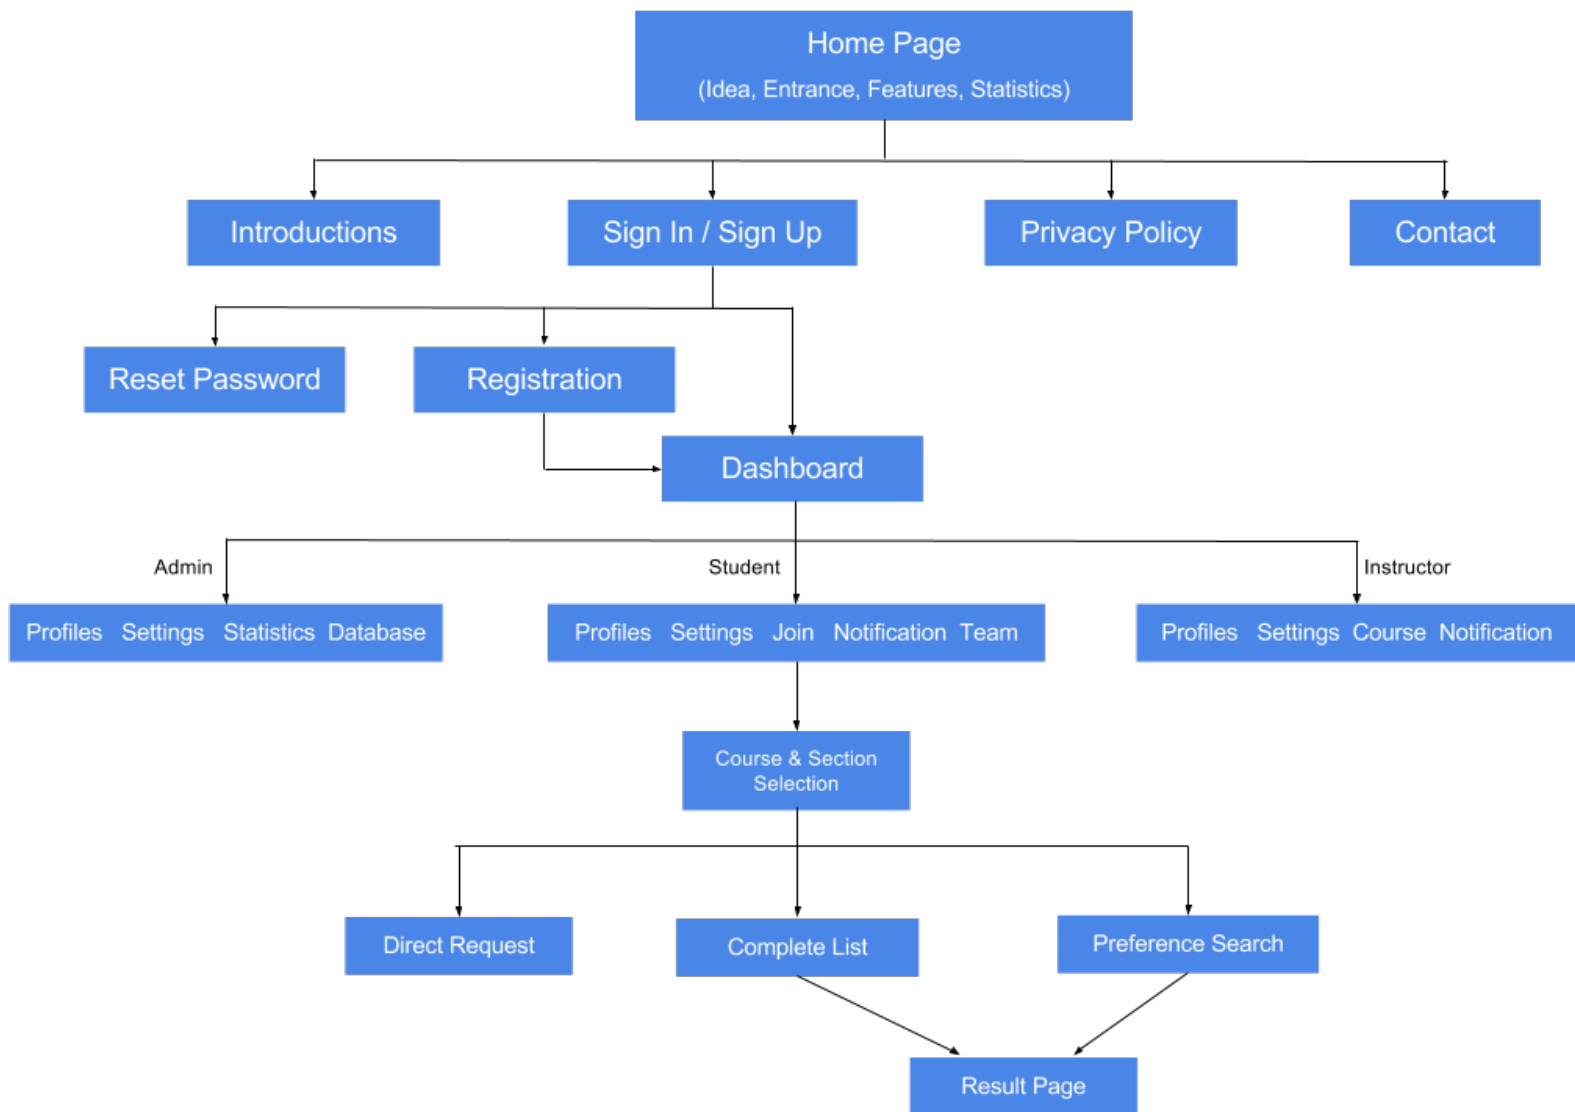 Home Page
(Idea, Entrance, Features, Statistics)
Introductions
Sign In / Sign Up
Privacy Policy
Contact
Reset Password
Registration
Dashboard
Admin
Student
Instructor
Profiles Settings Statistics Database
Profiles Settings Join Notification Team
Profiles Settings Course Notification
Course & Section
Selection
Direct Request
Complete List
Preference Search
Result Page